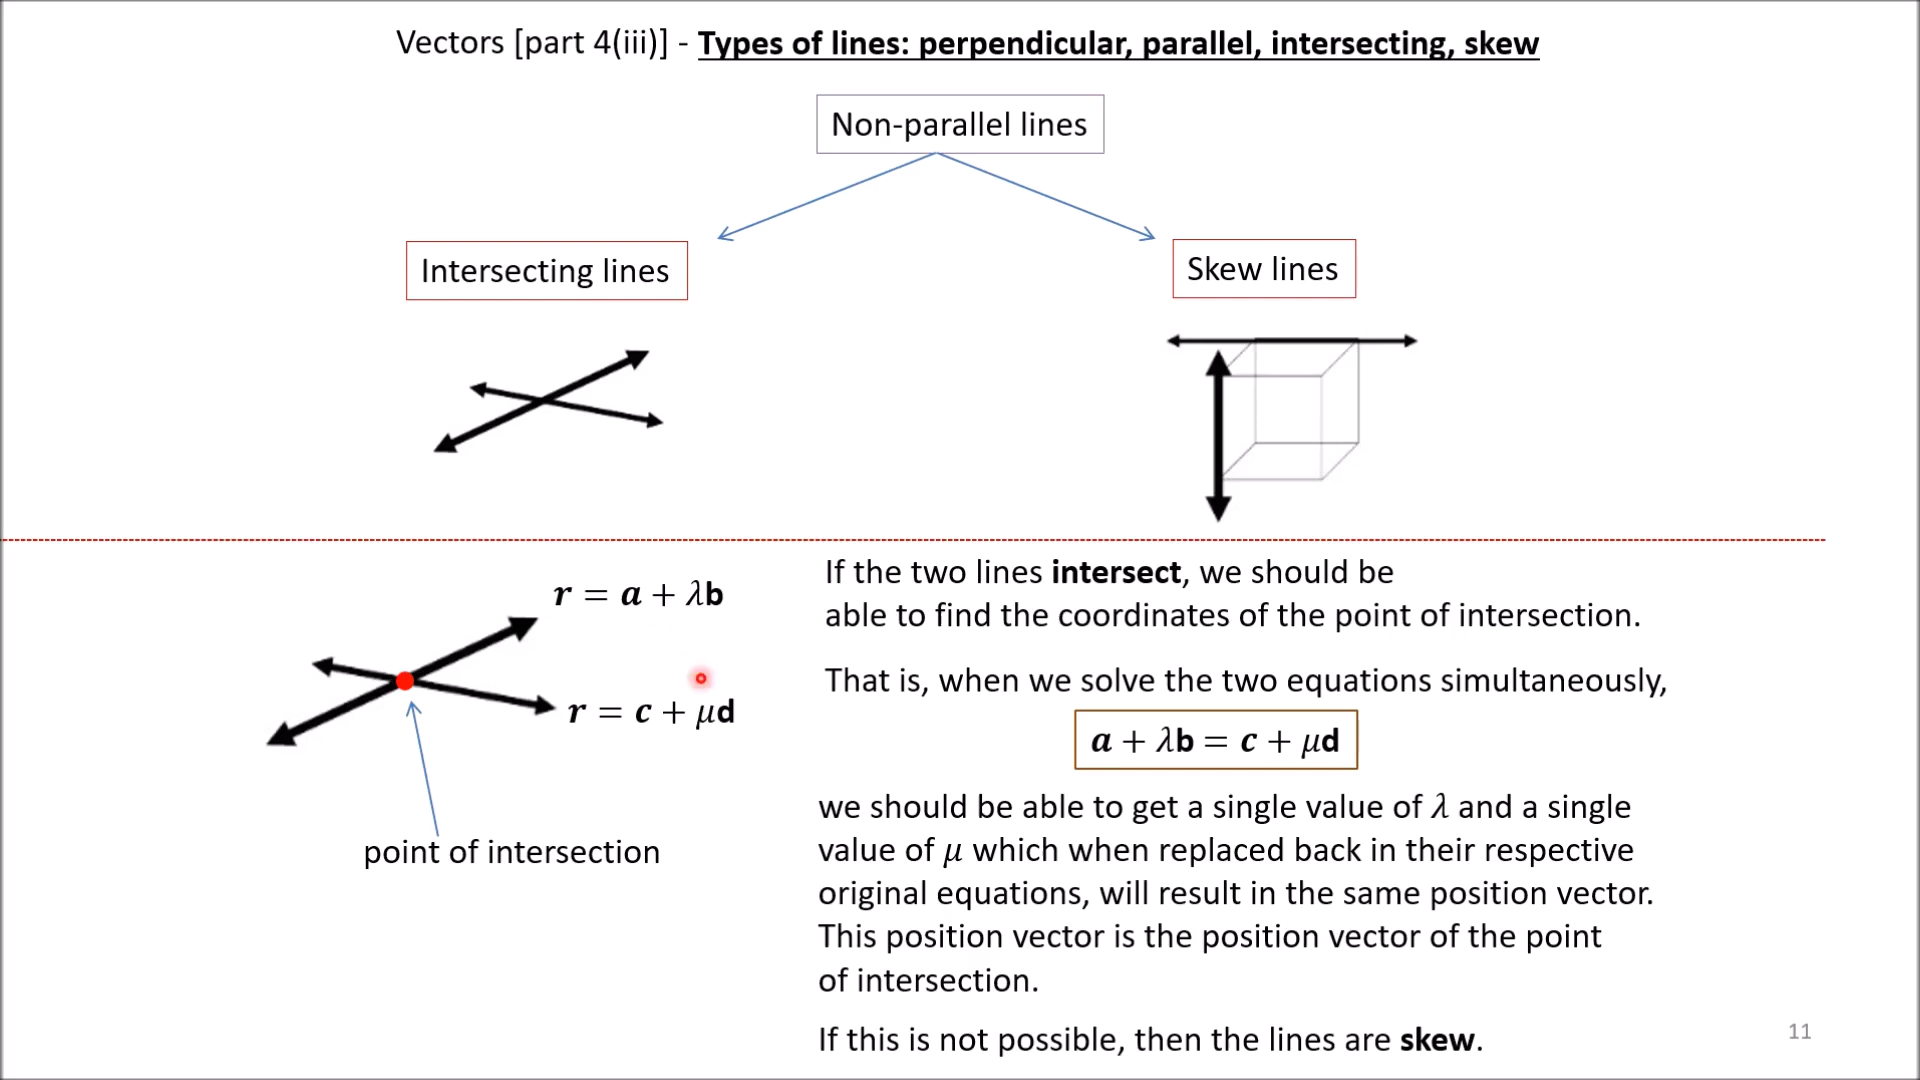 Vectors [part 4(iii)] - Types of lines: perpendicular, parallel, intersecting, skew
Non-parallel lines
Intersecting lines
Skew lines
𝒓 = 𝒂 + 𝜆𝐛
𝒓 = 𝒄 + 𝜇𝐝
point of intersection
If the two lines intersect, we should be
able to find the coordinates of the point of intersection.
That is, when we solve the two equations simultaneously,
𝒂 + 𝜆𝐛 = 𝒄 + 𝜇𝐝
we should be able to get a single value of 𝜆 and a single
value of 𝜇 which when replaced back in their respective
original equations, will result in the same position vector.
This position vector is the position vector of the point
of intersection.
If this is not possible, then the lines are skew.
11